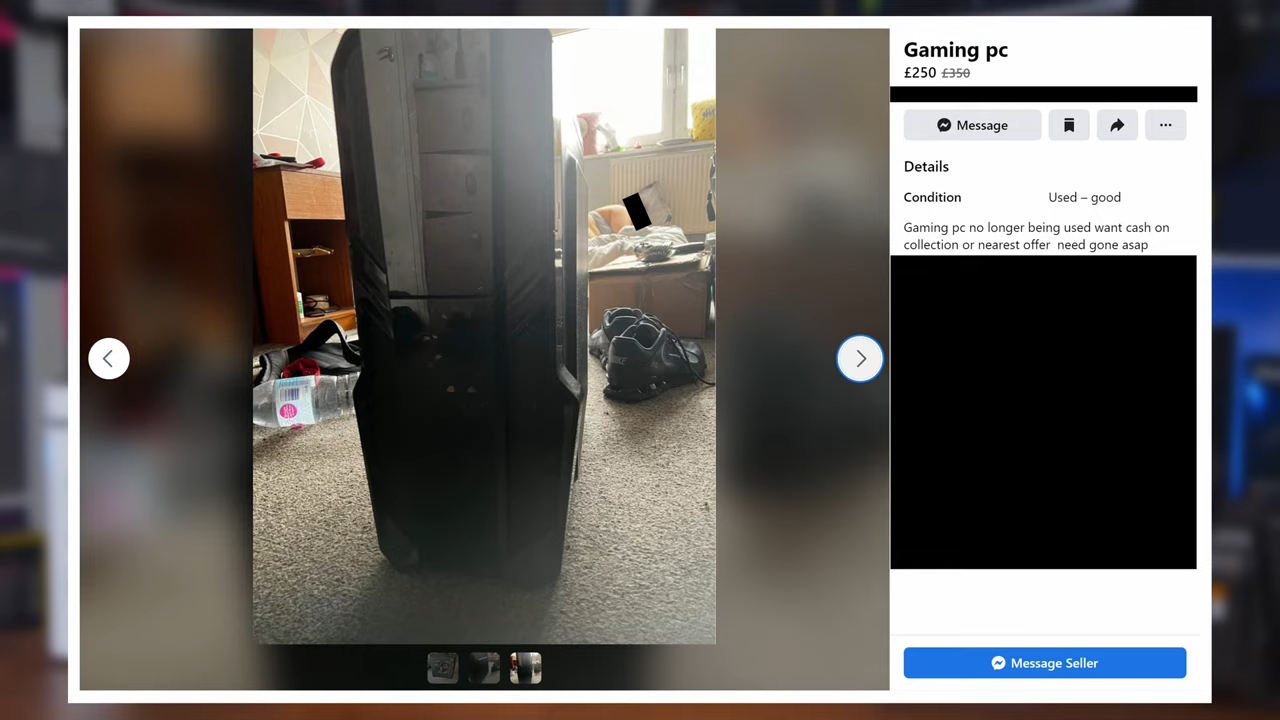 Gaming pc
£250 £350
Message
Details
Condition Used – good
Gaming pc no longer being used want cash on
collection or nearest offer need gone asap
Message Seller